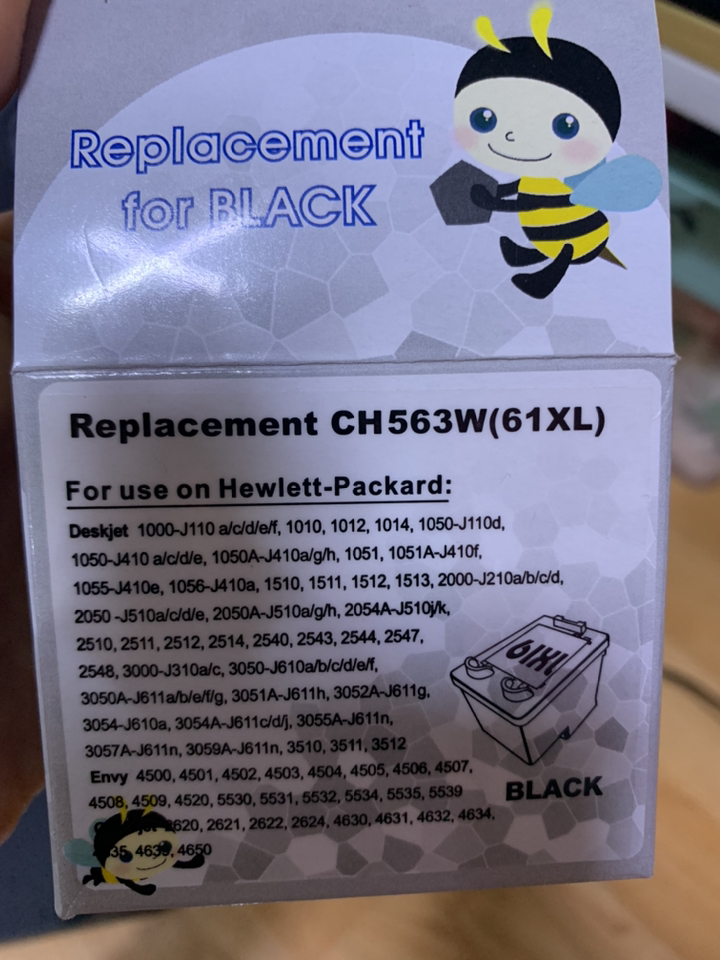 Replacement
for BLACK
Replacement CH563W(61XL)
For use on Hewlett-Packard:
Deskjet 1000-J110 a/c/d/e/f, 1010, 1012, 1014, 1050-J110d,
1050-J410 a/c/d/e, 1050A-J410a/g/h, 1051, 1051A-J410f,
1055-J410e, 1056-J410a, 1510, 1511, 1512, 1513, 2000-J210a/b/c/d,
2050 -J510a/c/d/e, 2050A-J510a/g/h, 2054A-J510j/k,
2510, 2511, 2512, 2514, 2540, 2543, 2544, 2547,
2548, 3000-J310a/c, 3050-J610a/b/c/d/e/f,
3050A-J611a/b/e/f/g, 3051A-J611h, 3052A-J611g,
3054-J610a, 3054A-J611c/d/j, 3055A-J611n,
3057A-J611n, 3059A-J611n, 3510, 3511, 3512
Envy 4500, 4501, 4502, 4503, 4504, 4505, 4506, 4507,
4508, 4509, 4520, 5530, 5531, 5532, 5534, 5535, 5539
2621, 2622, 2624, 4630, 4631, 4632, 4634,
4650
61XL
BLACK